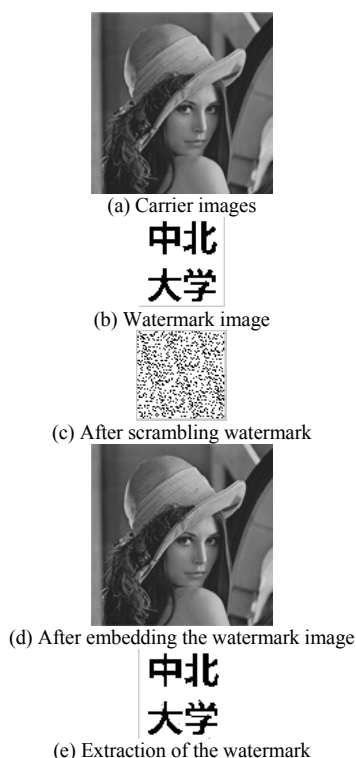 (a) Carrier images
中北
大学
(b) Watermark image
(c) After scrambling watermark
(d) After embedding the watermark image
中北
大学
(e) Extraction of the watermark